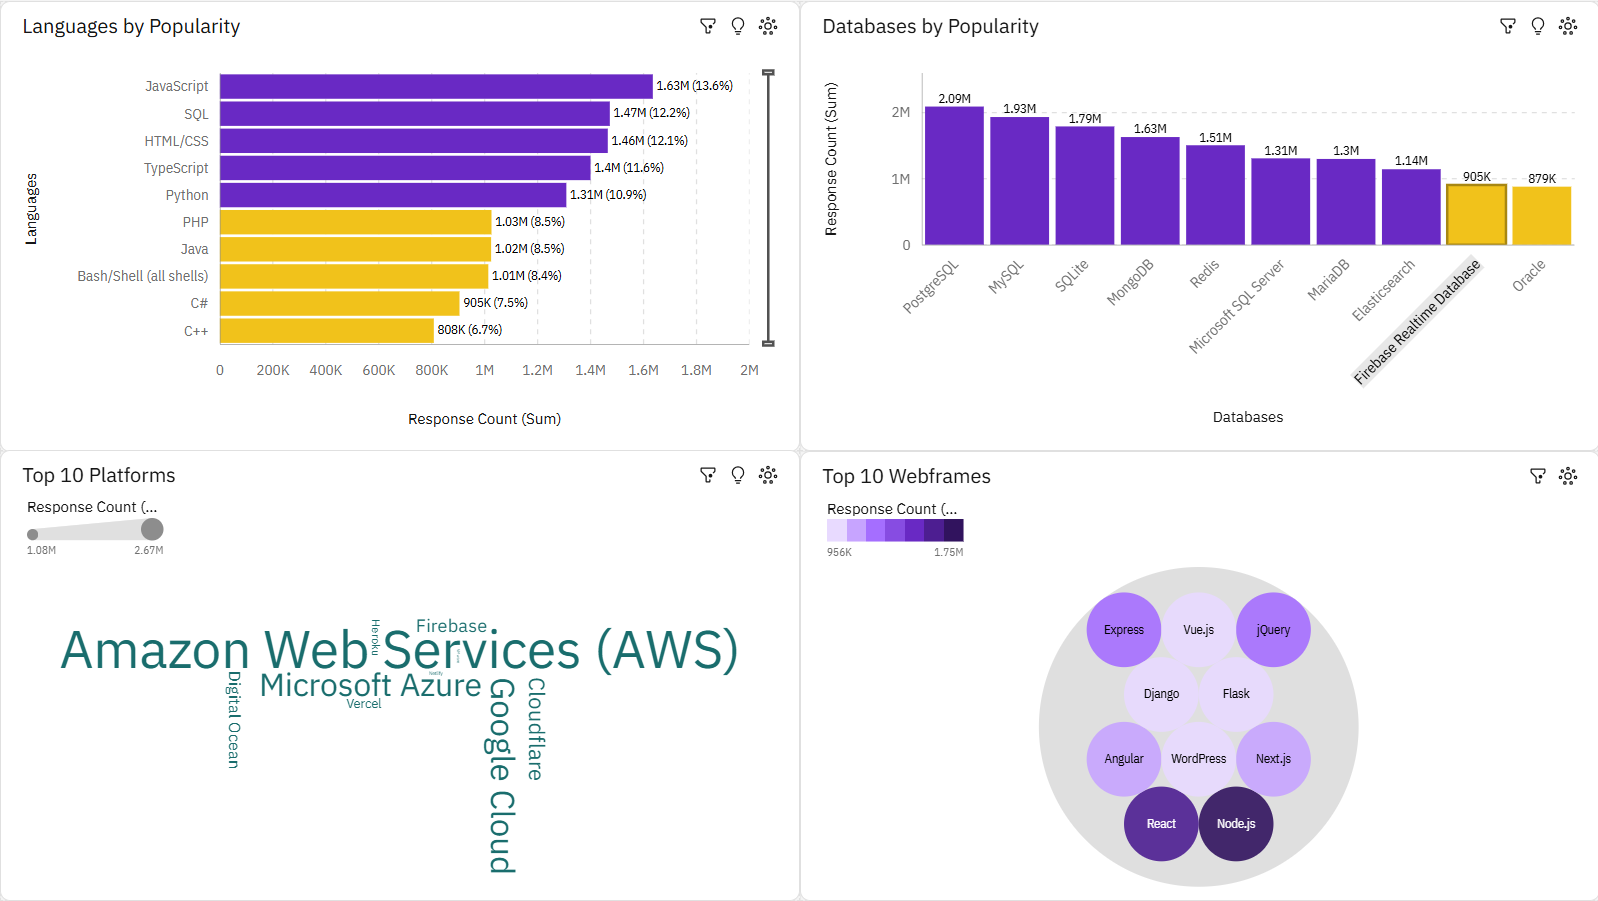 Languages by Popularity
Languages
JavaScript
1.63M (13.6%)
SQL
1.47M (12.2%)
HTML/CSS
1.46M (12.1%)
TypeScript
1.4M (11.6%)
Python
1.31M (10.9%)
PHP
1.03M (8.5%)
Java
1.02M (8.5%)
Bash/Shell (all shells)
1.01M (8.4%)
C#
905K (7.5%)
C++
808K (6.7%)
0 200K 400K 600K 800K 1M 1.2M 1.4M 1.6M 1.8M 2M
Response Count (Sum)
Databases by Popularity
Response Count (Sum)
2M
1M
0
2.09M 1.93M 1.79M 1.63M 1.51M 1.31M 1.3M 1.14M 905K 879K
PostgreSQL
MySQL
SQLite
MongoDB
Redis
Microsoft SQL Server
MariaDB
Elasticsearch
Firebase Realtime Database
Oracle
Databases
Top 10 Platforms
Response Count (...
1.08M 2.67M
Heroku
Firebase
Amazon Web Services (AWS)
Microsoft Azure
Vercel
Digital Ocean
Google Cloud
Cloudflare
Top 10 Webframes
Response Count (...
956K 1.75M
Express Vue.js jQuery
Django Flask
Angular WordPress Next.js
React Node.js